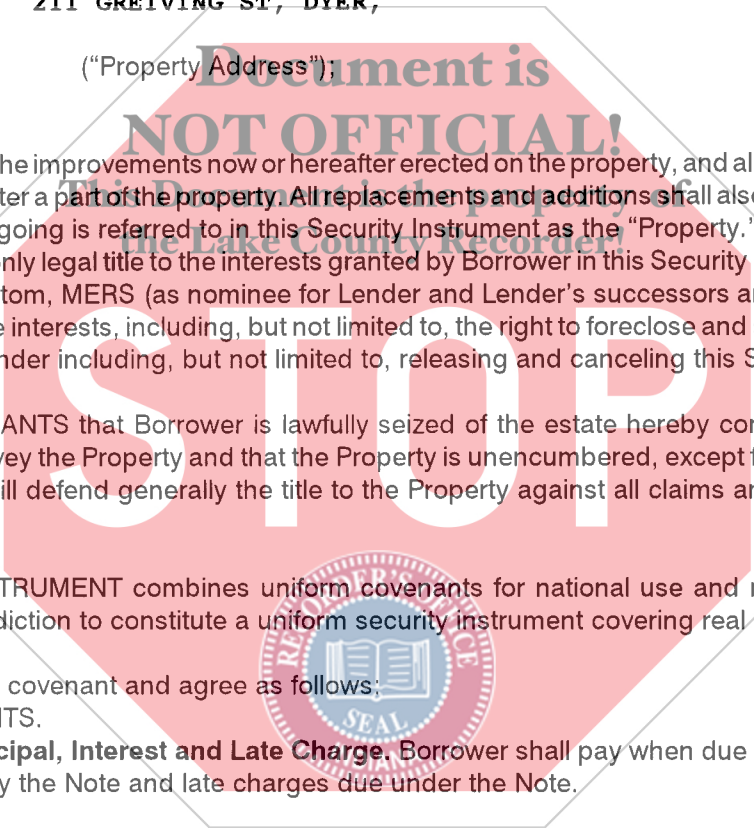 211 GREIVING ST, DYER,
("Property Address");
Document is
NOT OFFICIAL!
he improvements now or hereafter erected on the property, and al
This Document is the property of
ter a part of the property. All replacements and additions shall also
going is referred to in this Security Instrument as the “Property.”
the Lake County Recorder!
nly legal title to the interests granted by Borrower in this Security
tom, MERS (as nominee for Lender and Lender’s successors a
e interests, including, but not limited to, the right to foreclose and
nder including, but not limited to, releasing and canceling this S
STOP
ANTS that Borrower is lawfully seized of the estate hereby con
vey the Property and that the Property is unencumbered, except f
ill defend generally the title to the Property against all claims an
TRUMENT combines uniform covenants for national use and
diction to constitute a uniform security instrument covering real
RECORDER'S OFFICE
covenant and agree as follows:
NTS.
SEAL
cipal, Interest and Late Charge. Borrower shall pay when due
INDIANA
y the Note and late charges due under the Note.